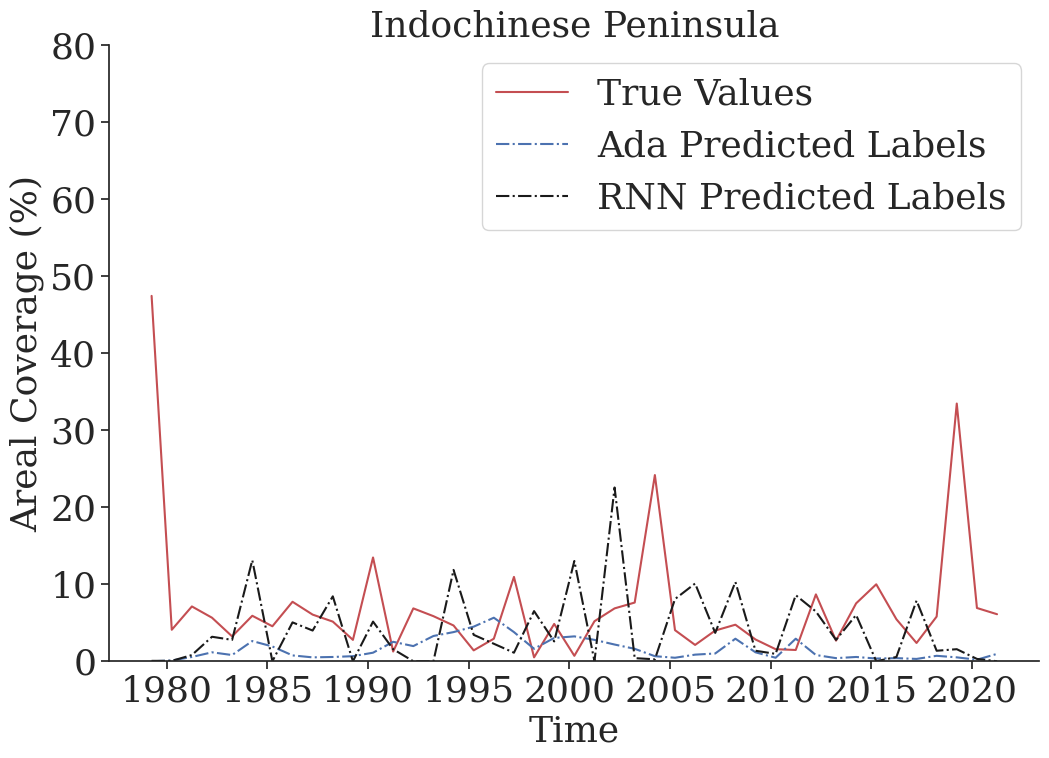 Indochinese Peninsula
80
70
60
50
40
30
20
10
0
Areal Coverage (%)
True Values
Ada Predicted Labels
RNN Predicted Labels
1980 1985 1990 1995 2000 2005 2010 2015 2020
Time